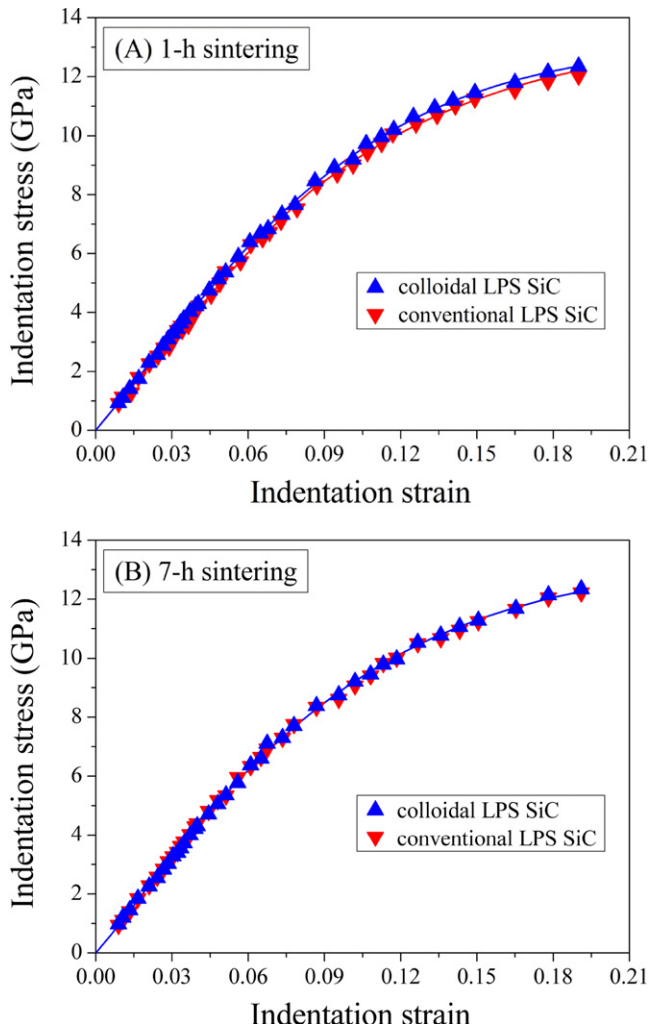 14
(A) 1-h sintering
12
10
8
6
4
2
0
Indentation stress (GPa)
colloidal LPS SiC
conventional LPS SiC
0.00 0.03 0.06 0.09 0.12 0.15 0.18 0.21
Indentation strain
14
(B) 7-h sintering
12
10
8
6
4
2
0
Indentation stress (GPa)
colloidal LPS SiC
conventional LPS SiC
0.00 0.03 0.06 0.09 0.12 0.15 0.18 0.21
Indentation strain